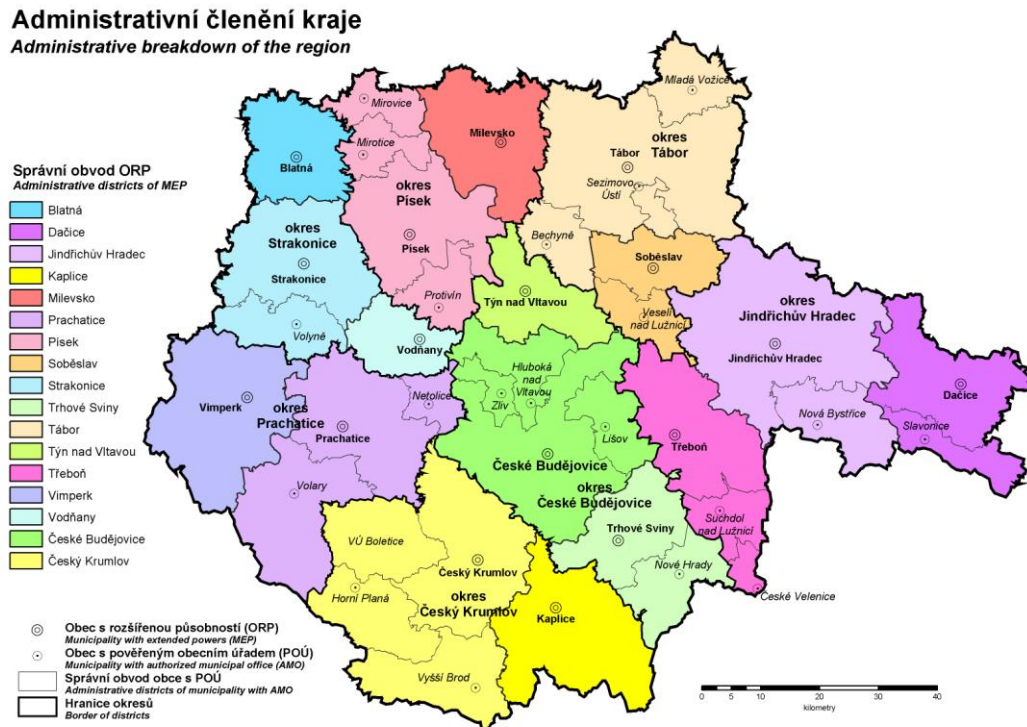 Administrativní členění kraje
Administrative breakdown of the region
Správní obvod ORP
Administrative districts of MEP
Blatná
Dačice
Jindřichův Hradec
Kaplice
Milevsko
Prachatice
Písek
Soběslav
Strakonice
Trhové Sviny
Tábor
Týn nad Vltavou
Třeboň
Vimperk
Vodňany
České Budějovice
Český Krumlov
Mladá Vožice
Mirovice
Milevsko
okres
Tábor
Mirotice
Blatná
Tábor
Sezimovo
Ústí
okres
Písek
okres
Strakonice
Písek
Bechyně
Strakonice
Soběslav
Týn nad Vltavou
Protivín
Veselí
nad Lužnicí
okres
Jindřichův Hradec
Volyně
Vodňany
Jindřichův Hradec
Hluboká
nad
Vltavou
Zliv
Dačice
Vimperk
okres
Prachatice
Netolice
Prachatice
Nová Bystřice
Slavonice
Lišov
Třeboň
České Budějovice
okres
České Budějovice
Volary
Suchdol
nad Lužnicí
Trhové Sviny
VÚ Boletice
Český Krumlov
Nové Hrady
České Velenice
Horní Planá
okres
Český Krumlov
Kaplice
Vyšší Brod
Obec s rozšířenou působností (ORP)
Municipality with extended powers (MEP)
Obec s pověřeným obecním úřadem (POÚ)
Municipality with authorized municipal office (AMO)
Správní obvod obce s POÚ
Administrative districts of municipality with AMO
Hranice okresů
Border of districts
0 10 20 30 40
kilometry